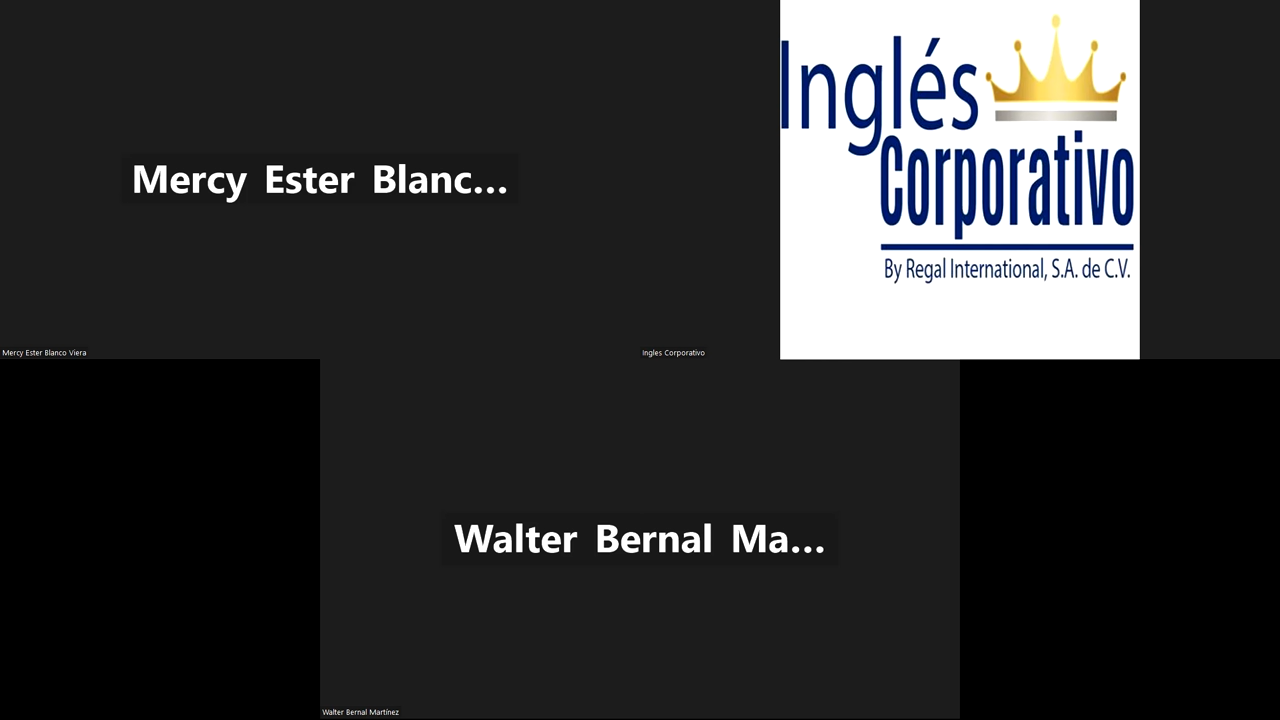 Mercy Ester Blanc...
Mercy Ester Blanco Viera
Inglés
Corporativo
By Regal International, S.A. de C.V.
Ingles Corporativo
Walter Bernal Ma...
Walter Bernal Martínez